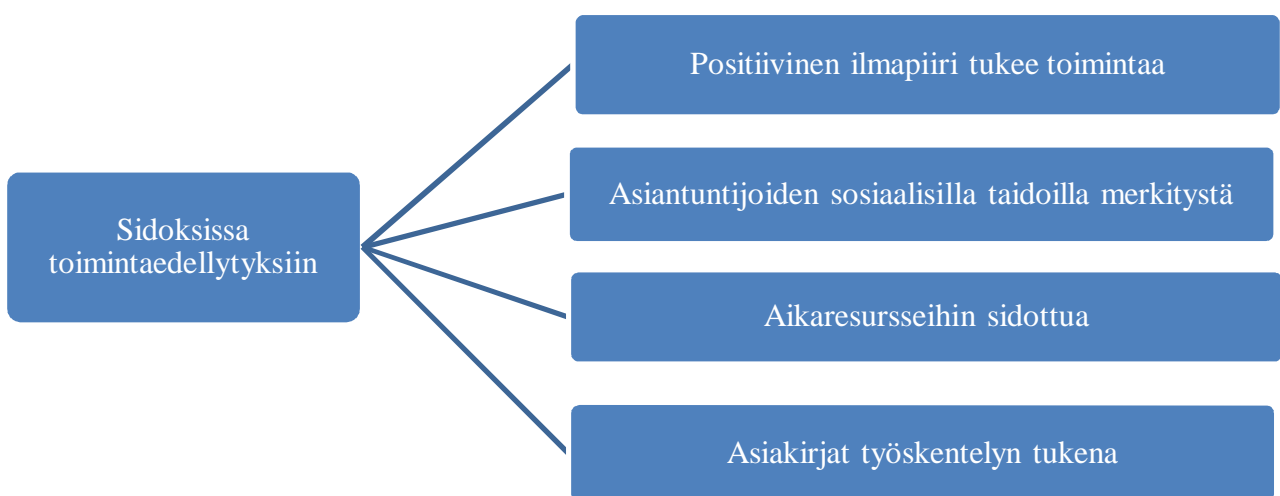 Sidoksissa
toimintaedellytyksiin
Positiivinen ilmapiiri tukee toimintaa
Asiantuntijoiden sosiaalisilla taidoilla merkitystä
Aikaresursseihin sidottua
Asiakirjat työskentelyn tukena